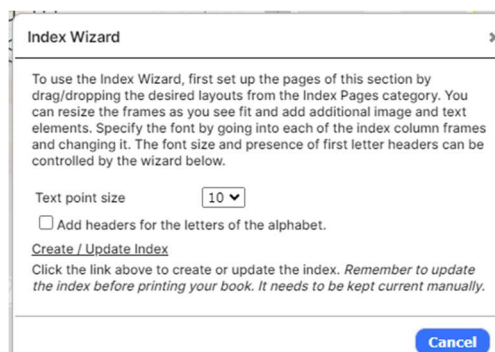 Index Wizard
To use the Index Wizard, first set up the pages of this section by
drag/dropping the desired layouts from the Index Pages category. You
can resize the frames as you see fit and add additional image and text
elements. Specify the font by going into each of the index column frames
and changing it. The font size and presence of first letter headers can be
controlled by the wizard below.
Text point size 10
Add headers for the letters of the alphabet.
Create / Update Index
Click the link above to create or update the index. Remember to update
the index before printing your book. It needs to be kept current manually.
Cancel